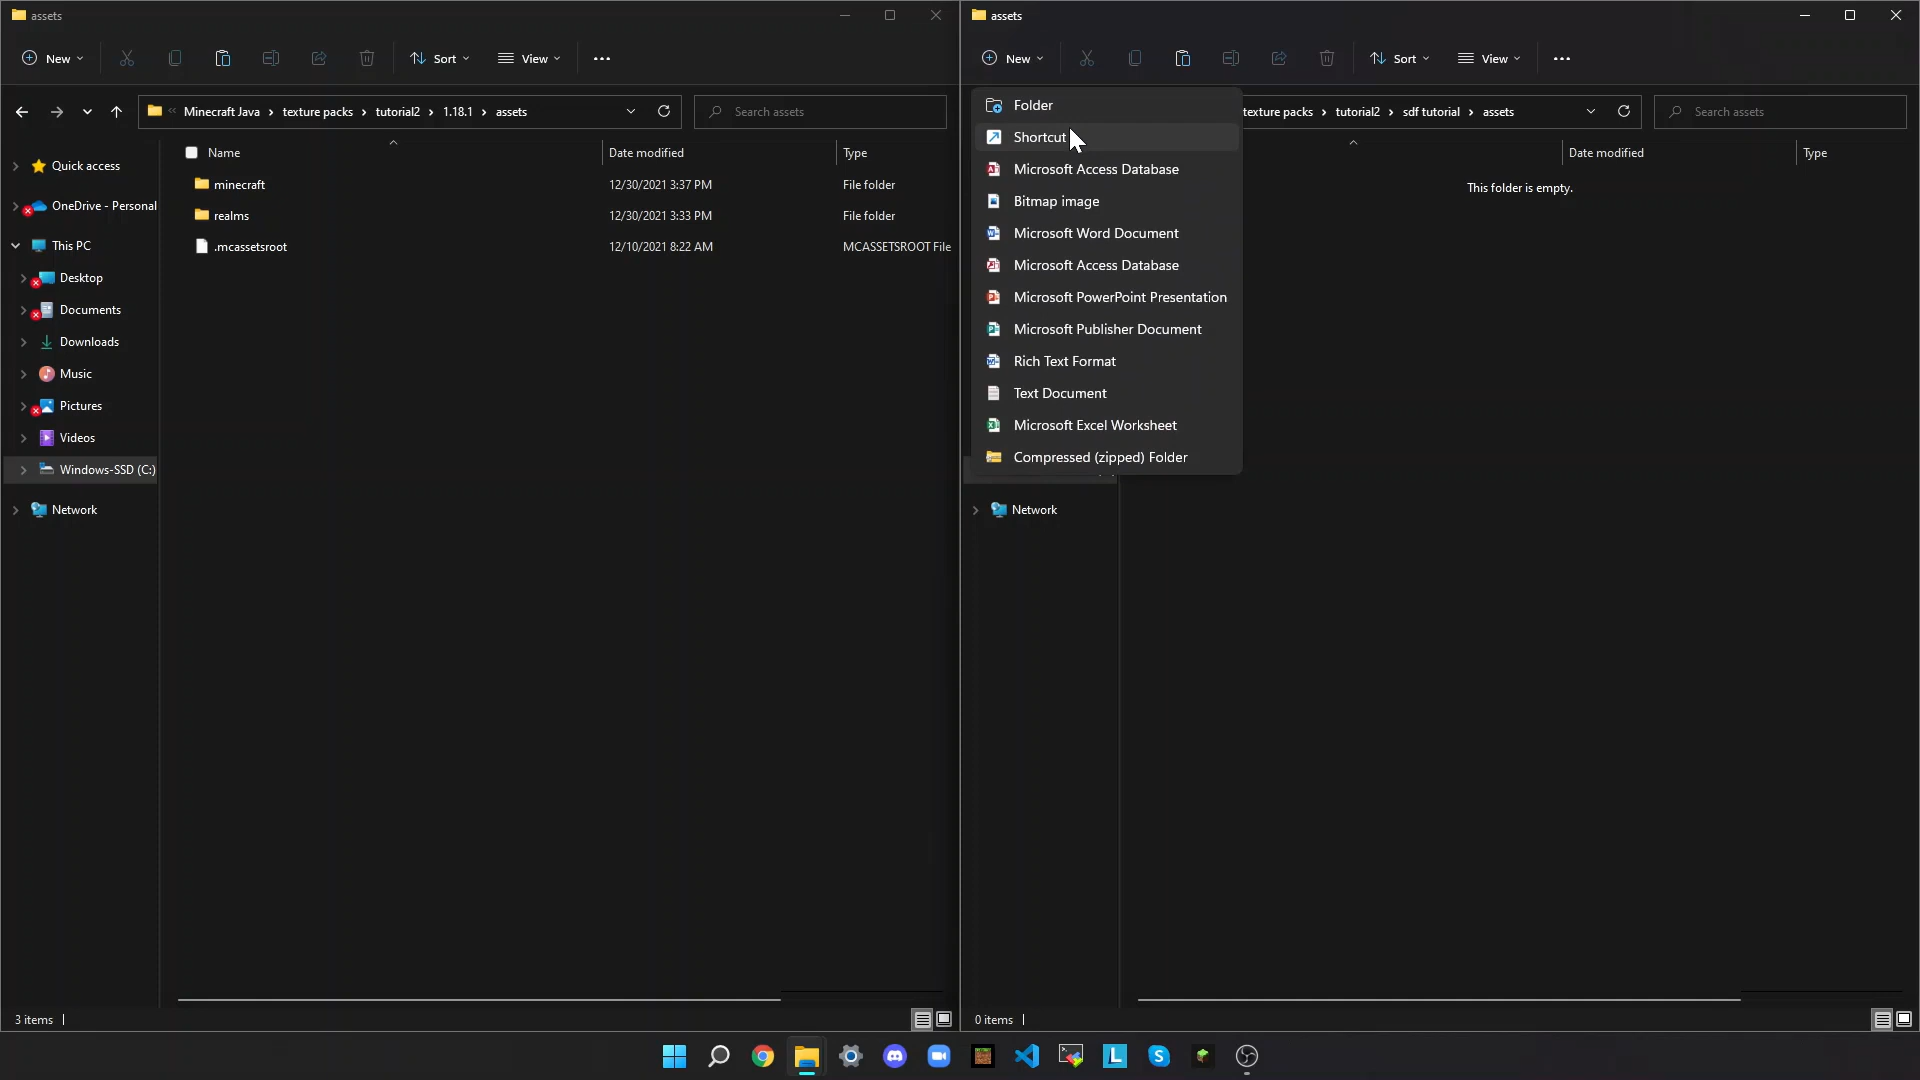 assets
New
Sort
View
Minecraft Java
texture packs
tutorial2
1.18.1
assets
Search assets
Name
Date modified
Type
minecraft
12/30/2021 3:37 PM
File folder
realms
12/30/2021 3:33 PM
File folder
.mcassetsroot
12/10/2021 8:22 AM
MCASSETSROOT File
Quick access
OneDrive - Personal
This PC
Desktop
Documents
Downloads
Music
Pictures
Videos
Windows-SSD (C:)
Network
3 items
assets
New
Sort
View
texture packs
tutorial2
sdf tutorial
assets
Search assets
Date modified
Type
This folder is empty.
Folder
Shortcut
Microsoft Access Database
Bitmap image
Microsoft Word Document
Microsoft Access Database
Microsoft PowerPoint Presentation
Microsoft Publisher Document
Rich Text Format
Text Document
Microsoft Excel Worksheet
Compressed (zipped) Folder
Network
0 items